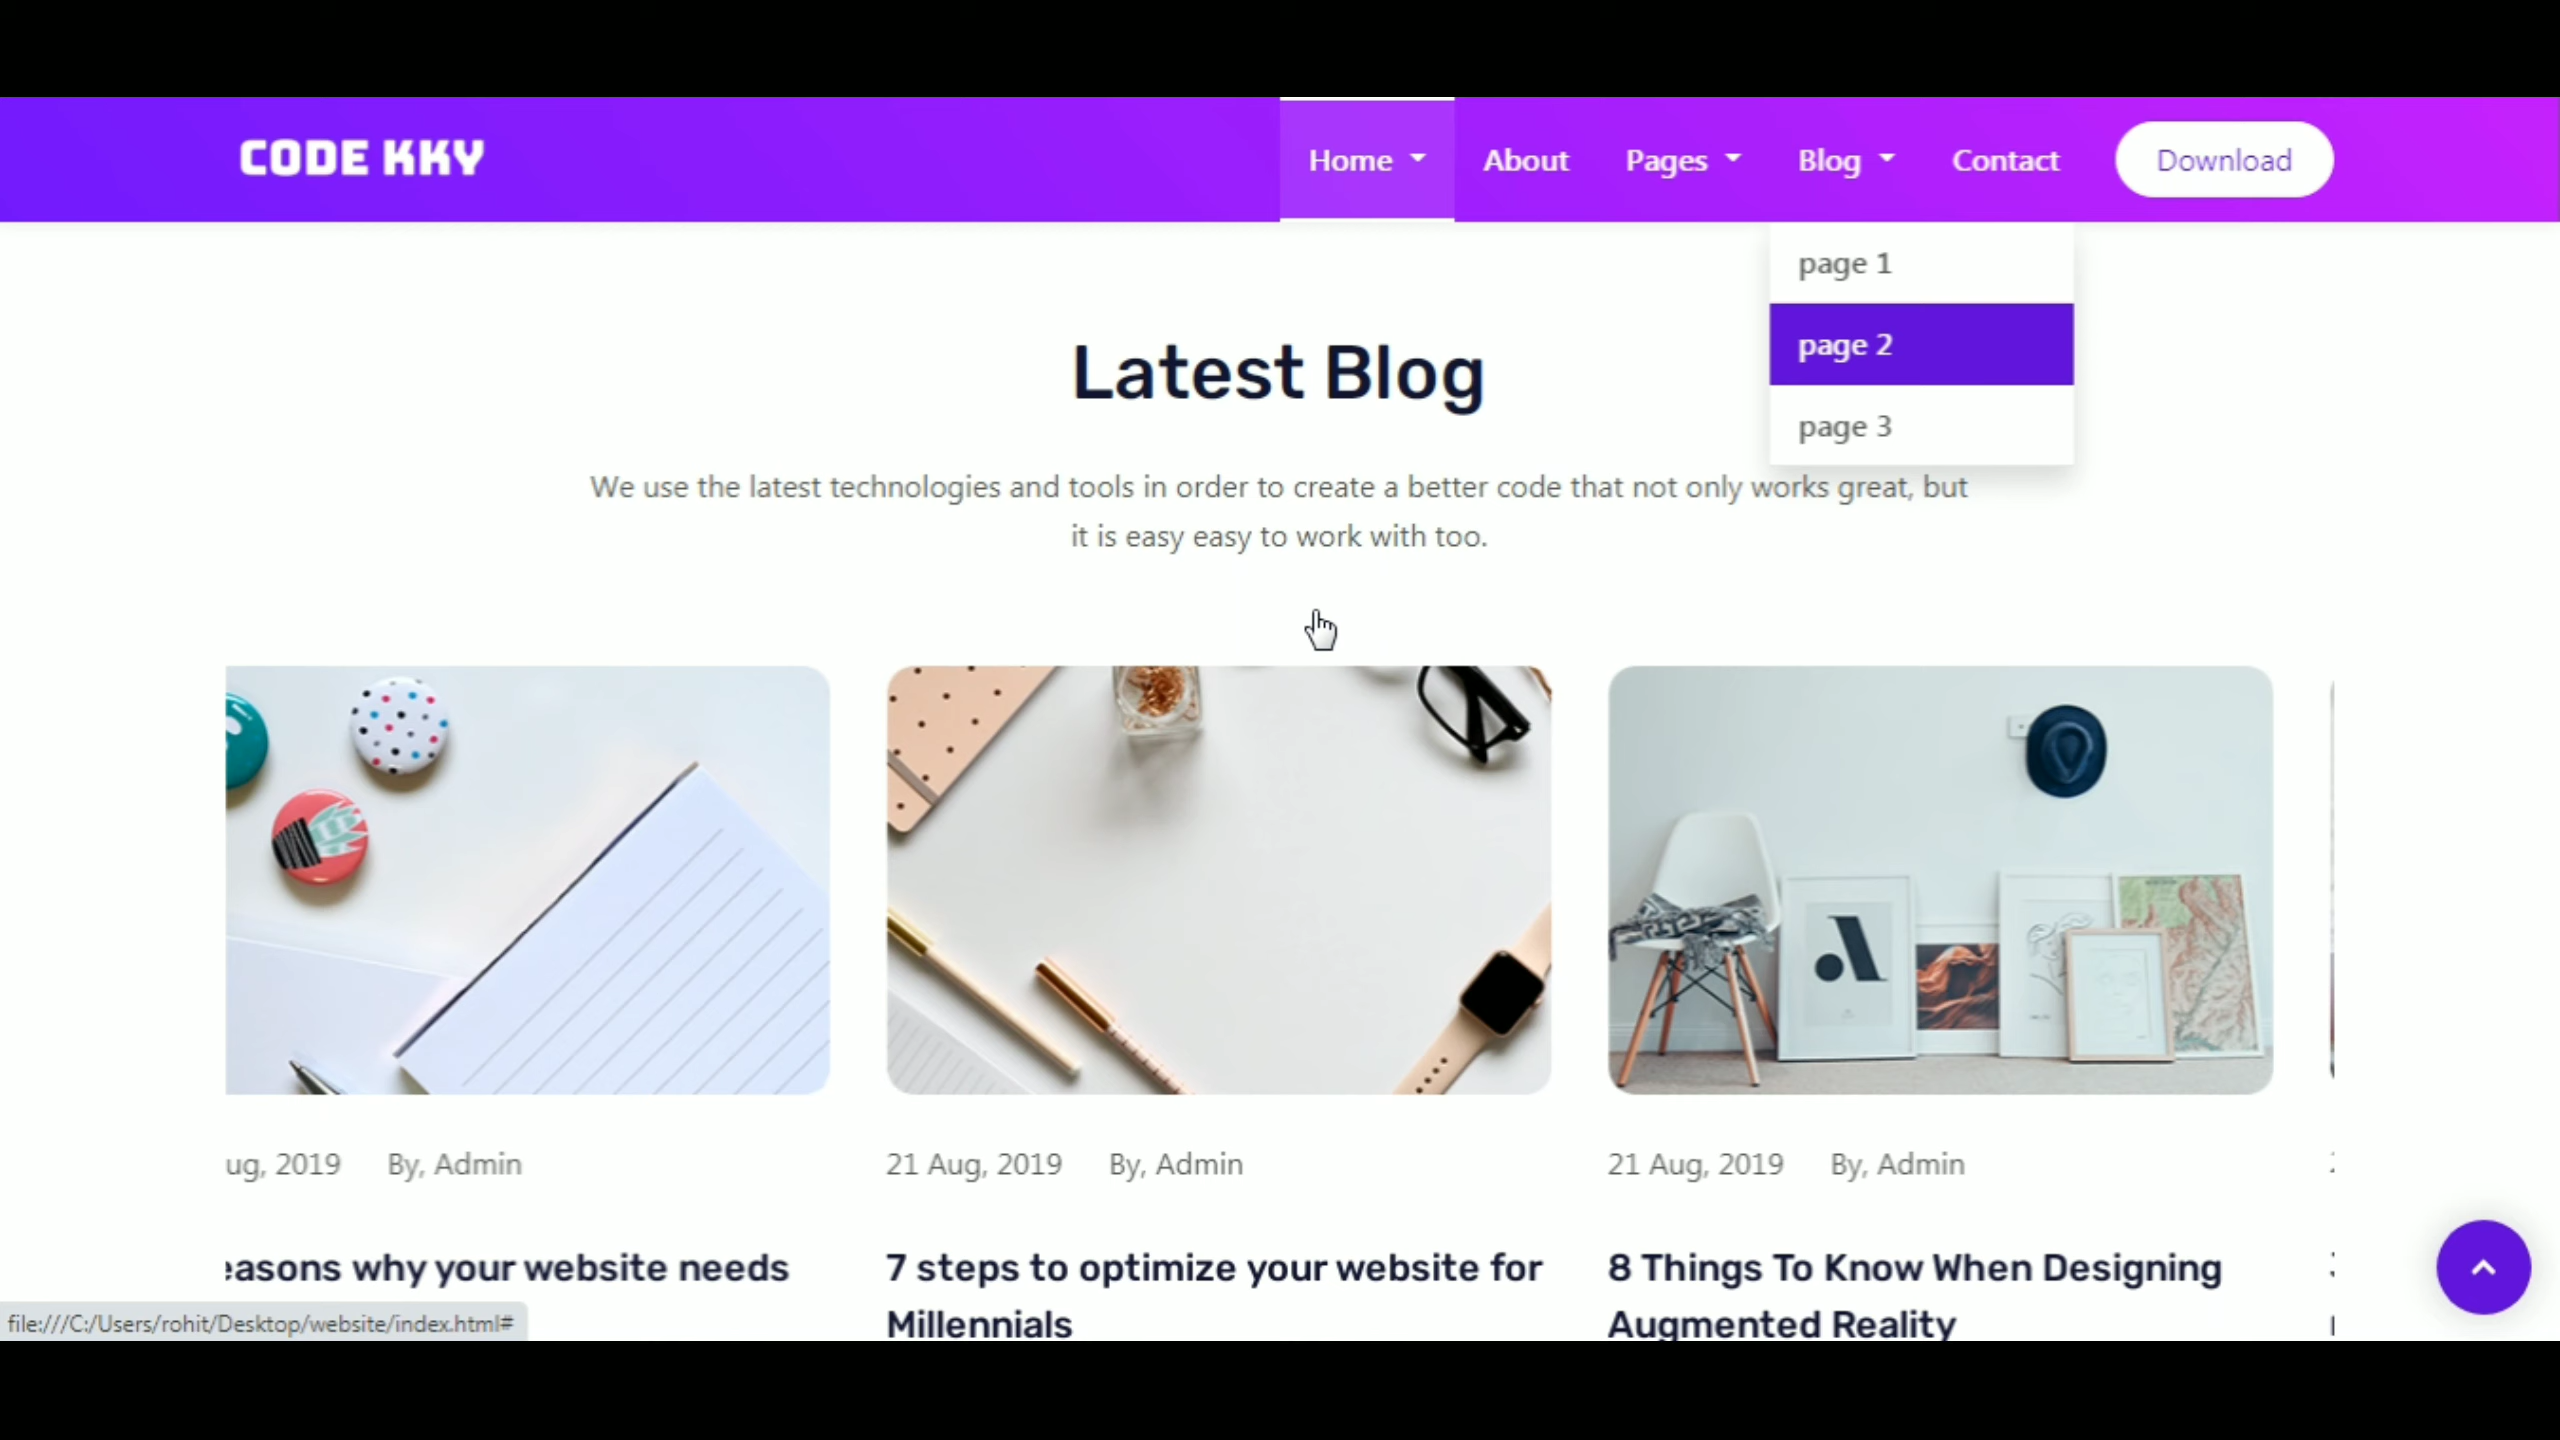 CODE KKY
Home
About
Pages
Blog
Contact
Download
page 1
page 2
page 3
Latest Blog
We use the latest technologies and tools in order to create a better code that not only works great, but
it is easy easy to work with too.
ug, 2019 By, Admin
easons why your website needs
21 Aug, 2019 By, Admin
7 steps to optimize your website for
Millennials
21 Aug, 2019 By, Admin
8 Things To Know When Designing
Augmented Reality
file:///C:/Users/rohit/Desktop/website/index.html#